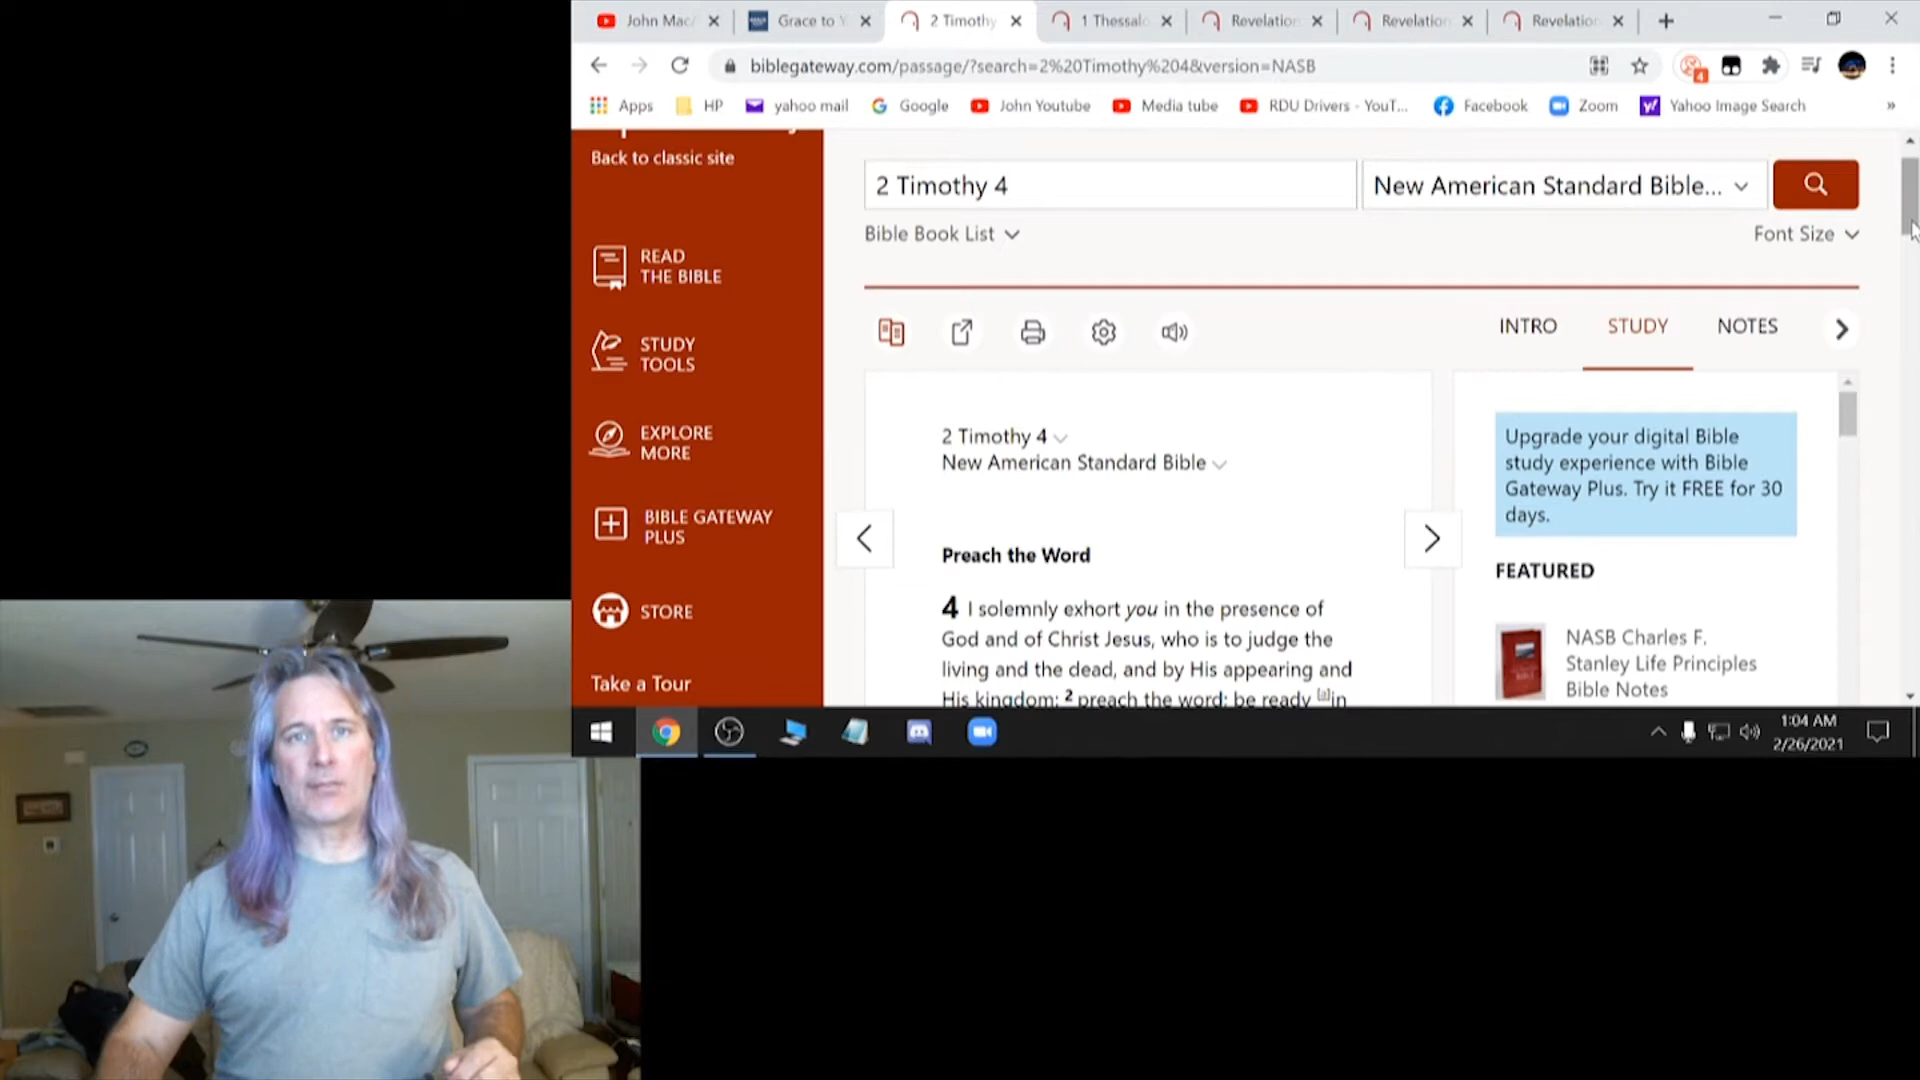 John Mac
Grace to Y
2 Timothy
1 Thessalo
Revelation
Revelation
Revelation
biblegateway.com/passage/?search=2%20Timothy%204&version=NASB
4
Apps
HP
yahoo mail
Google
John Youtube
Media tube
RDU Drivers - YouT...
Facebook
Zoom
Yahoo Image Search
»
Back to classic site
READ
THE BIBLE
STUDY
TOOLS
EXPLORE
MORE
BIBLE GATEWAY
PLUS
STORE
Take a Tour
2 Timothy 4
New American Standard Bible...
Bible Book List
Font Size
INTRO
STUDY
NOTES
2 Timothy 4
New American Standard Bible
Preach the Word
4 I solemnly exhort you in the presence of
God and of Christ Jesus, who is to judge the
living and the dead, and by His appearing and
His kingdom: 2 preach the word; be ready [a]in
Upgrade your digital Bible
study experience with Bible
Gateway Plus. Try it FREE for 30
days.
FEATURED
NASB Charles F.
Stanley Life Principles
Bible Notes
1:04 AM
2/26/2021